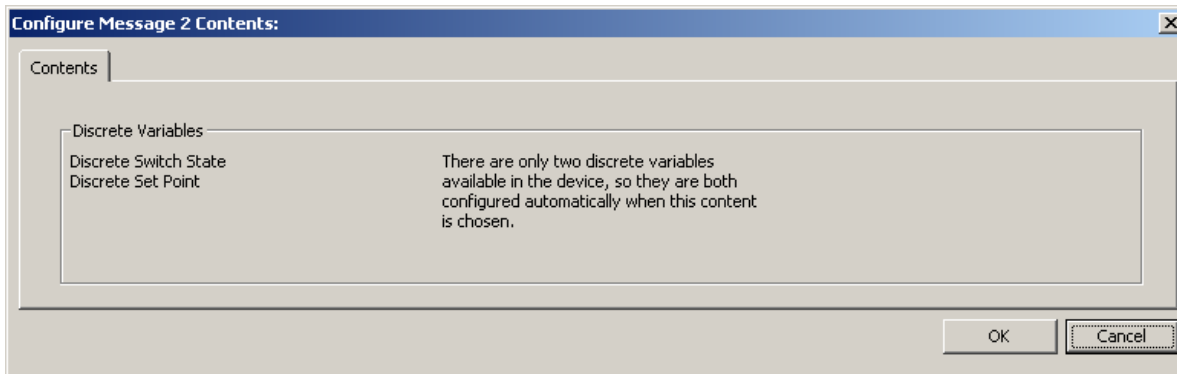 Configure Message 2 Contents:
Contents
Discrete Variables
Discrete Switch State
Discrete Set Point
There are only two discrete variables
available in the device, so they are both
configured automatically when this content
is chosen.
OK
Cancel